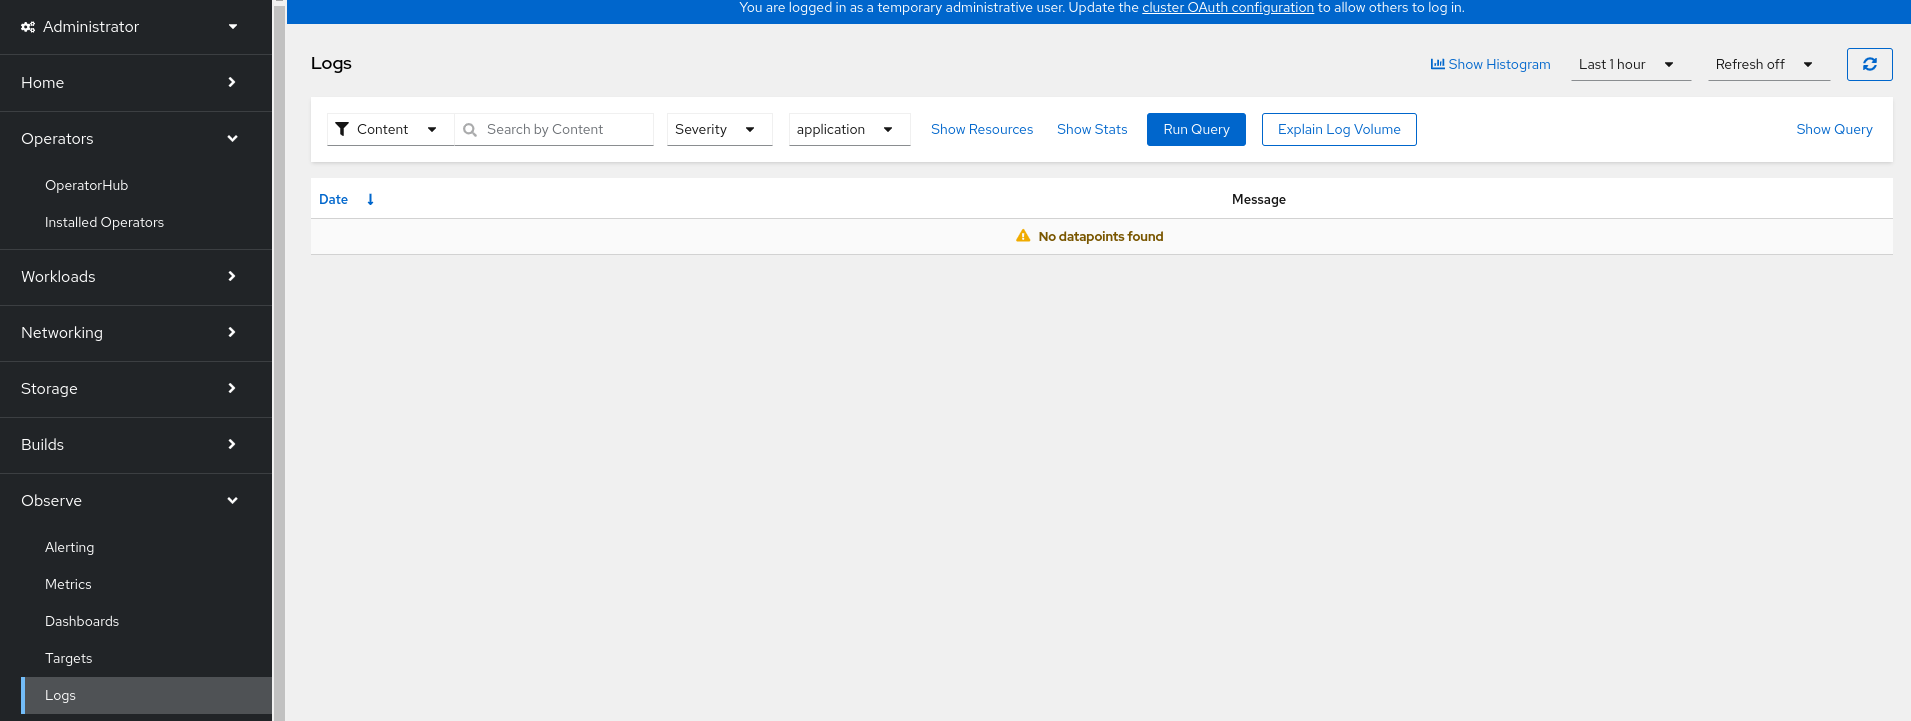 You are logged in as a temporary administrative user. Update the cluster OAuth configuration to allow others to log in.
Administrator
Home
Operators
OperatorHub
Installed Operators
Workloads
Networking
Storage
Builds
Observe
Alerting
Metrics
Dashboards
Targets
Logs
Logs
Show Histogram Last 1 hour Refresh off
Content Search by Content Severity application Show Resources Show Stats Run Query Explain Log Volume Show Query
Date Message
No datapoints found